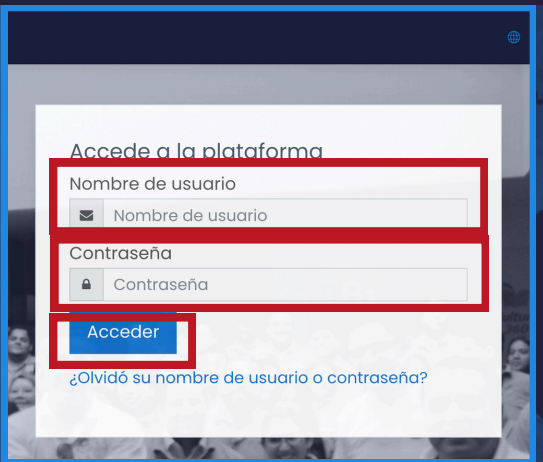 Accede a la plataforma
Nombre de usuario
Nombre de usuario
Contraseña
Contraseña
Acceder
¿Olvidó su nombre de usuario o contraseña?